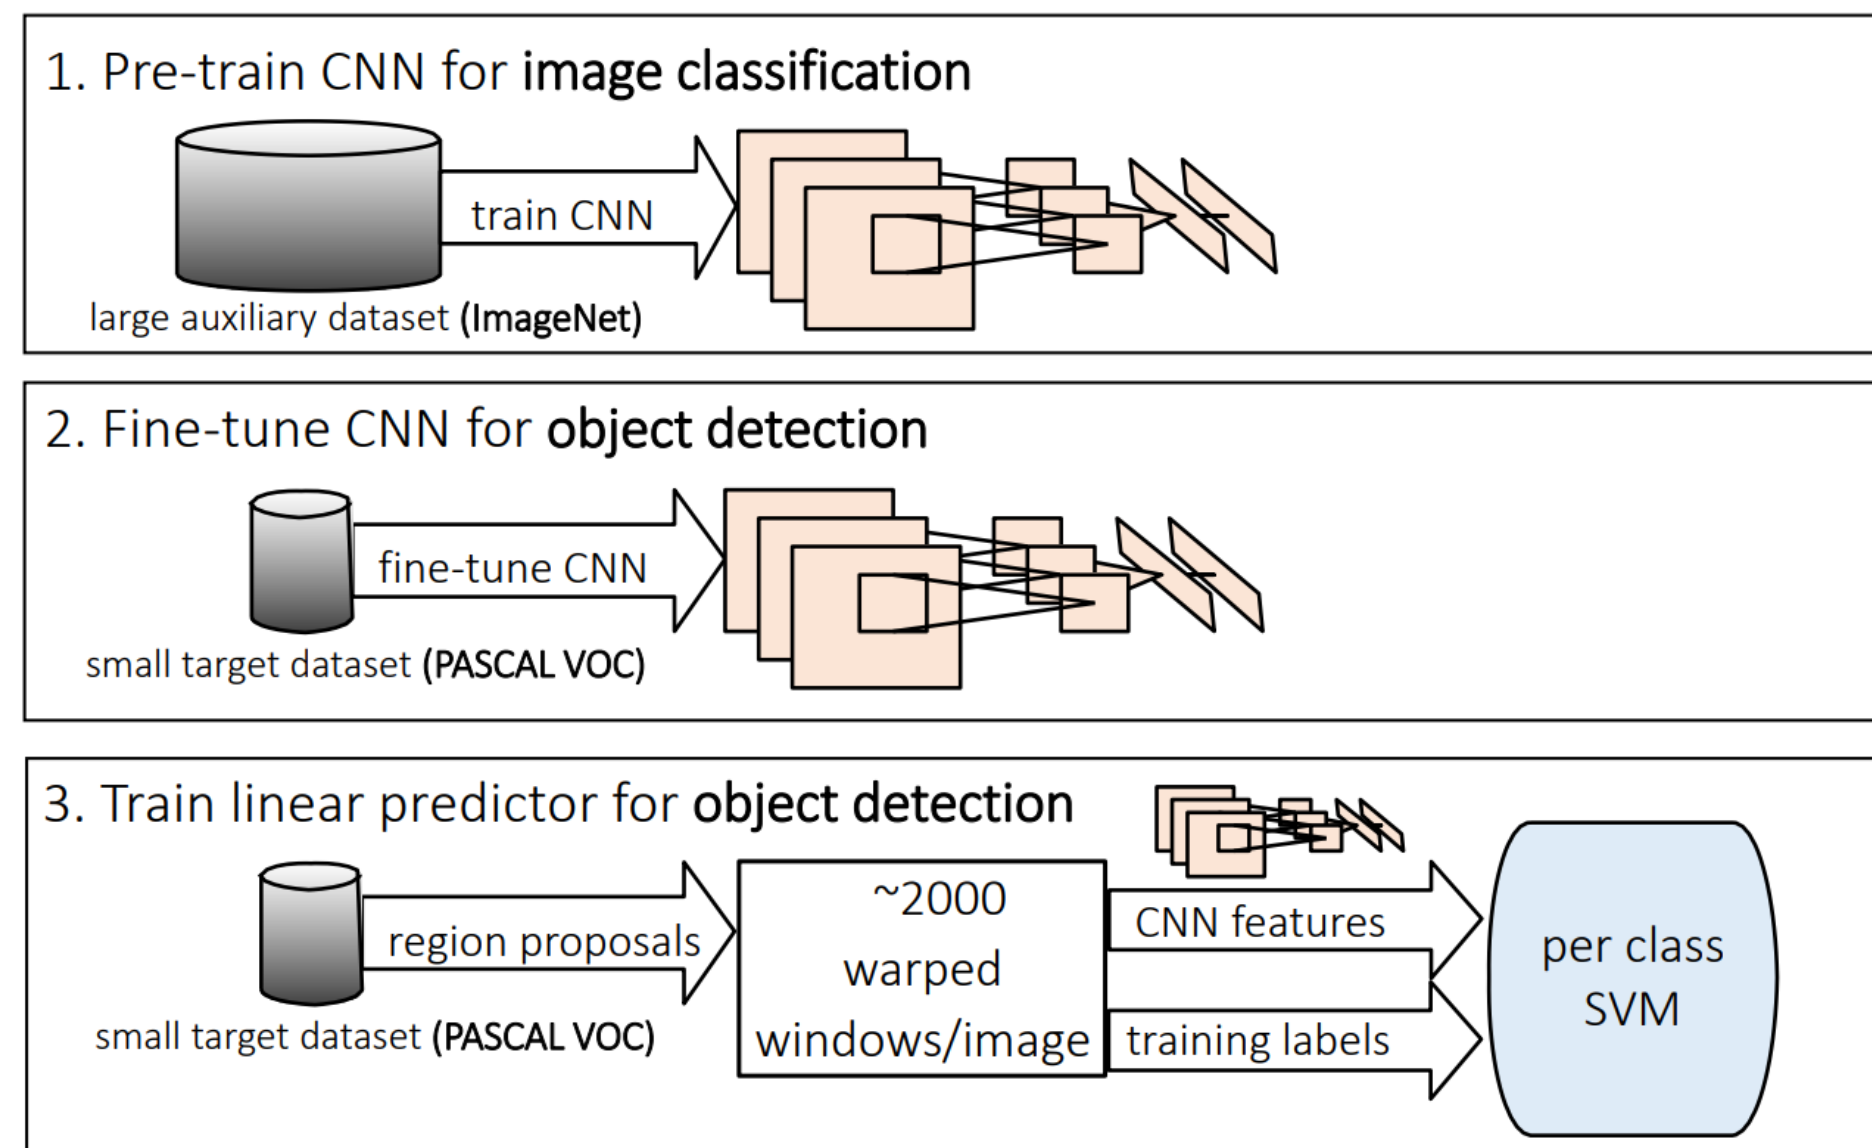 1. Pre-train CNN for image classification
train CNN
large auxiliary dataset (ImageNet)
2. Fine-tune CNN for object detection
fine-tune CNN
small target dataset (PASCAL VOC)
3. Train linear predictor for object detection
region proposals
~2000
warped
windows/image
CNN features
training labels
per class
SVM
small target dataset (PASCAL VOC)